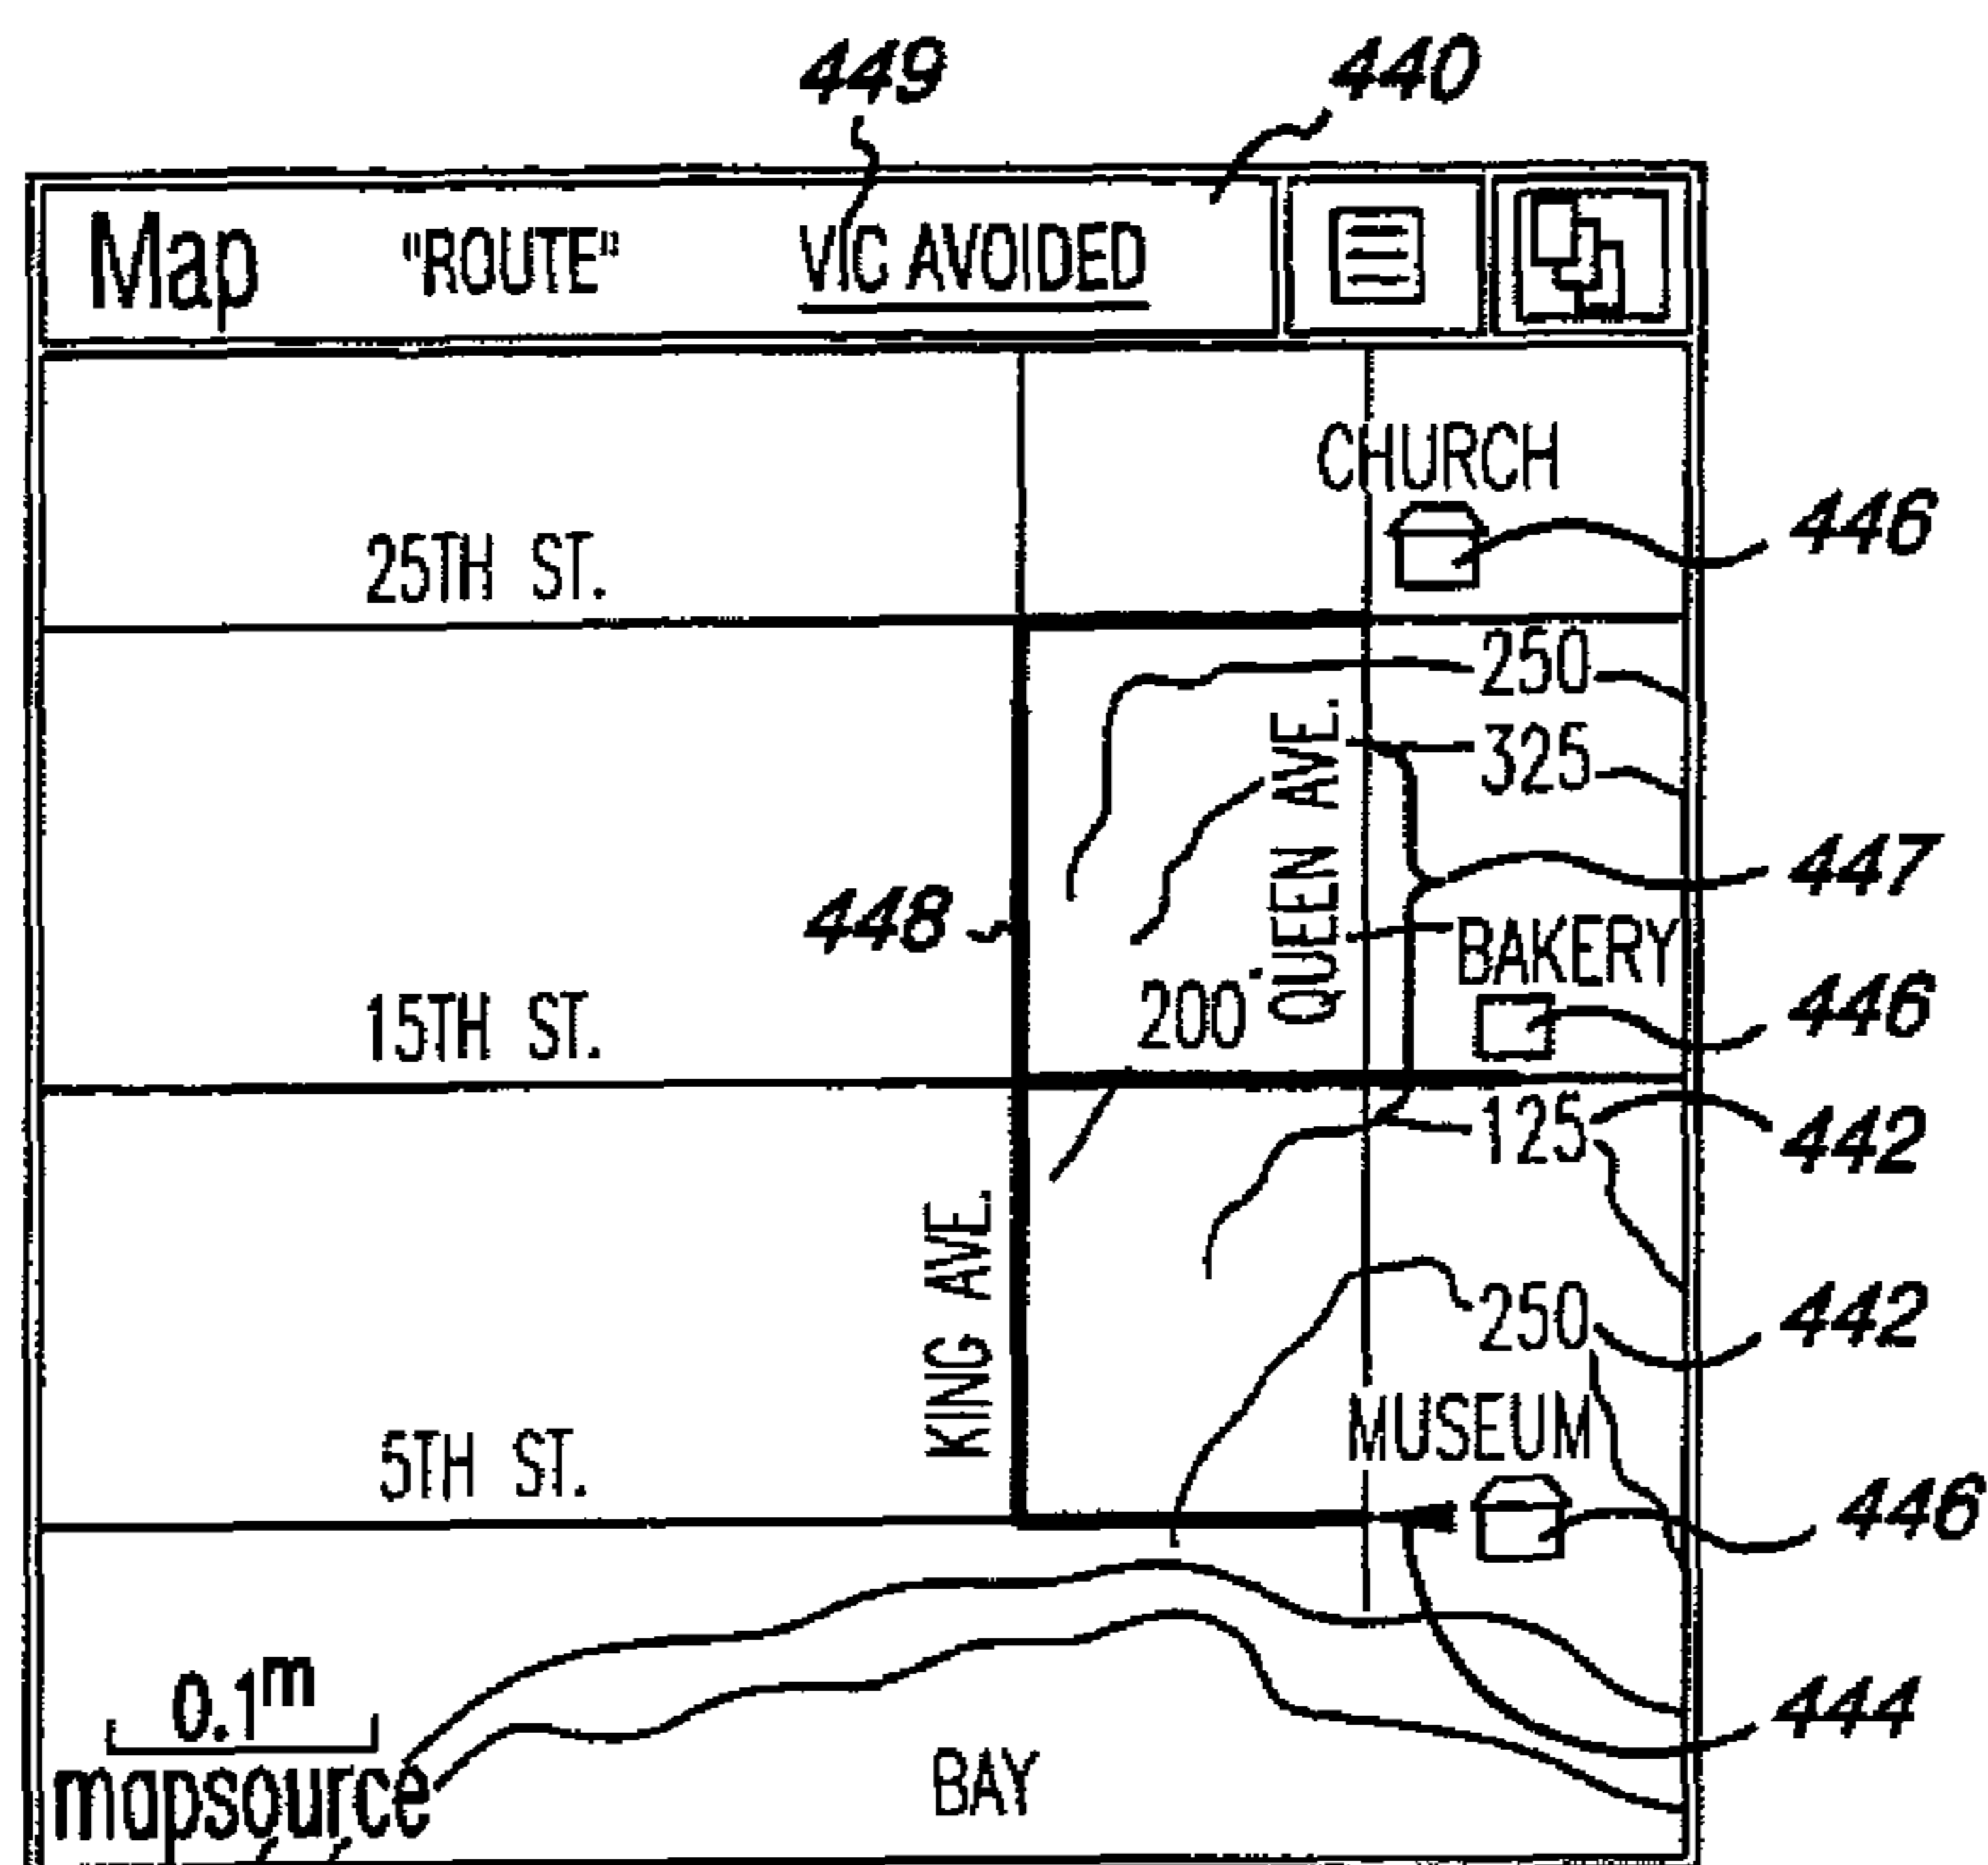 449 440
Map "ROUTE" VIC AVOIDED
CHURCH
446
25TH ST.
250
325
QUEEN AVE.
447
448
BAKERY
200
446
15TH ST.
125
442
KING AVE.
250
442
MUSEUM
5TH ST.
446
0.1m
444
mapsource
BAY